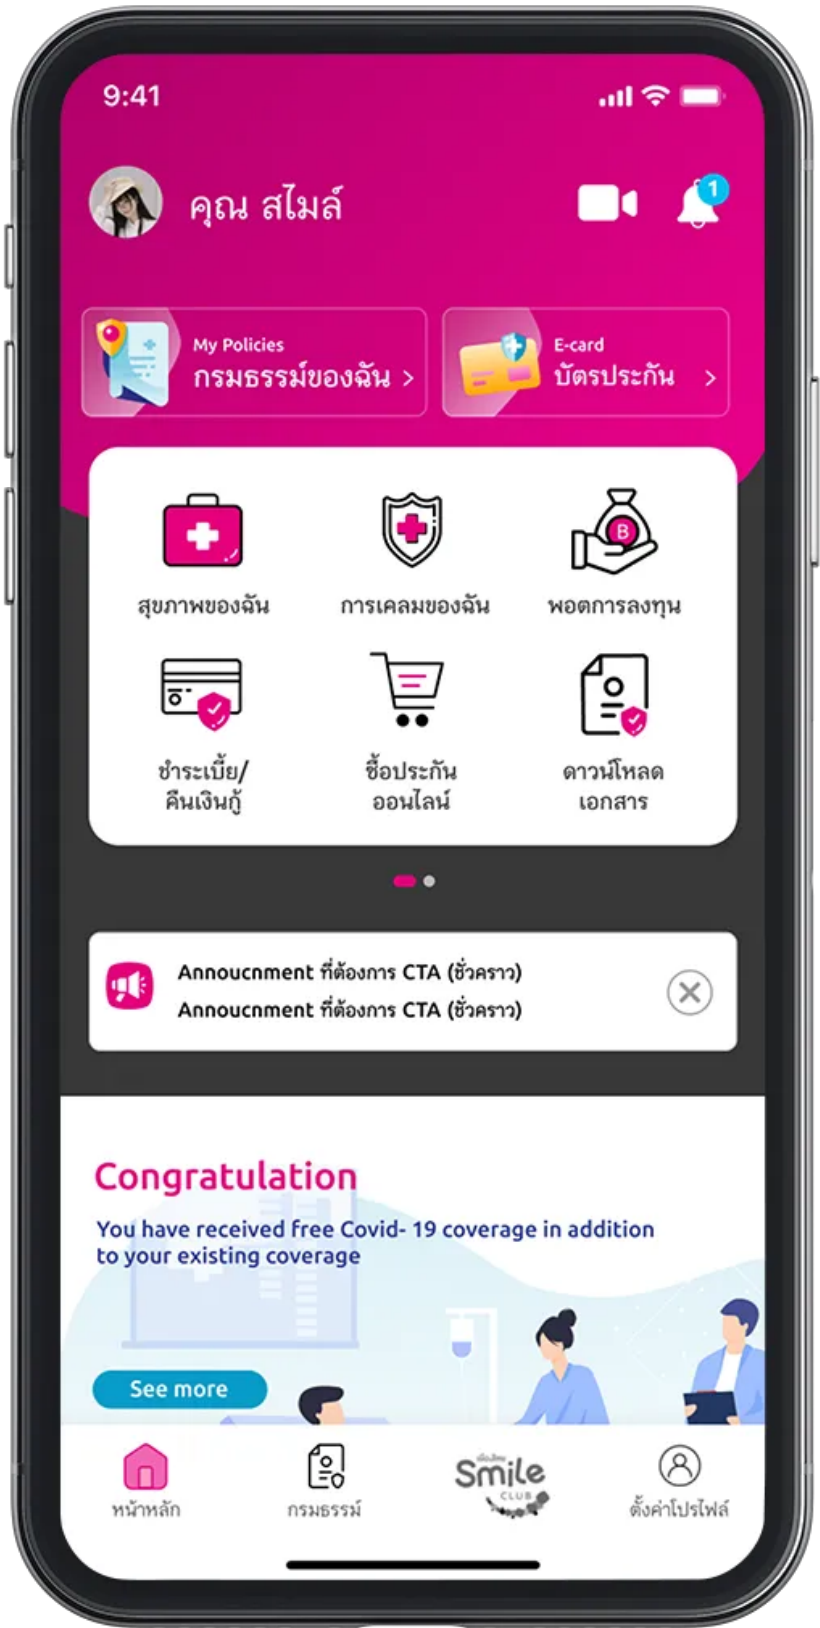 9:41
คุณ สไมล์
1
My Policies
กรมธรรม์ของฉัน >
E-card
บัตรประกัน >
B
สุขภาพของฉัน
การเคลมของฉัน
พอตการลงทุน
ชำระเบี้ย/
คืนเงินกู้
ซื้อประกัน
ออนไลน์
ดาวน์โหลด
เอกสาร
Annoucnment ที่ต้องการ CTA (ชั่วคราว)
Annoucnment ที่ต้องการ CTA (ชั่วคราว)
Congratulation
You have received free Covid- 19 coverage in addition
to your existing coverage
See more
หน้าหลัก
กรมธรรม์
เมืองไทย
Smile
CLUB
ตั้งค่าโปรไฟล์